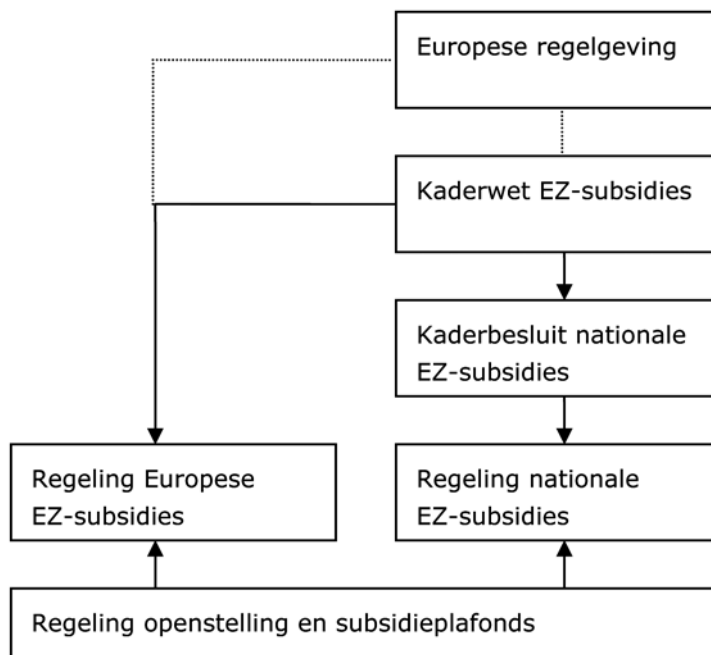 Europese regelgeving
Kaderwet EZ-subsidies
Kaderbesluit nationale
EZ-subsidies
Regeling Europese
EZ-subsidies
Regeling nationale
EZ-subsidies
Regeling openstelling en subsidieplafonds